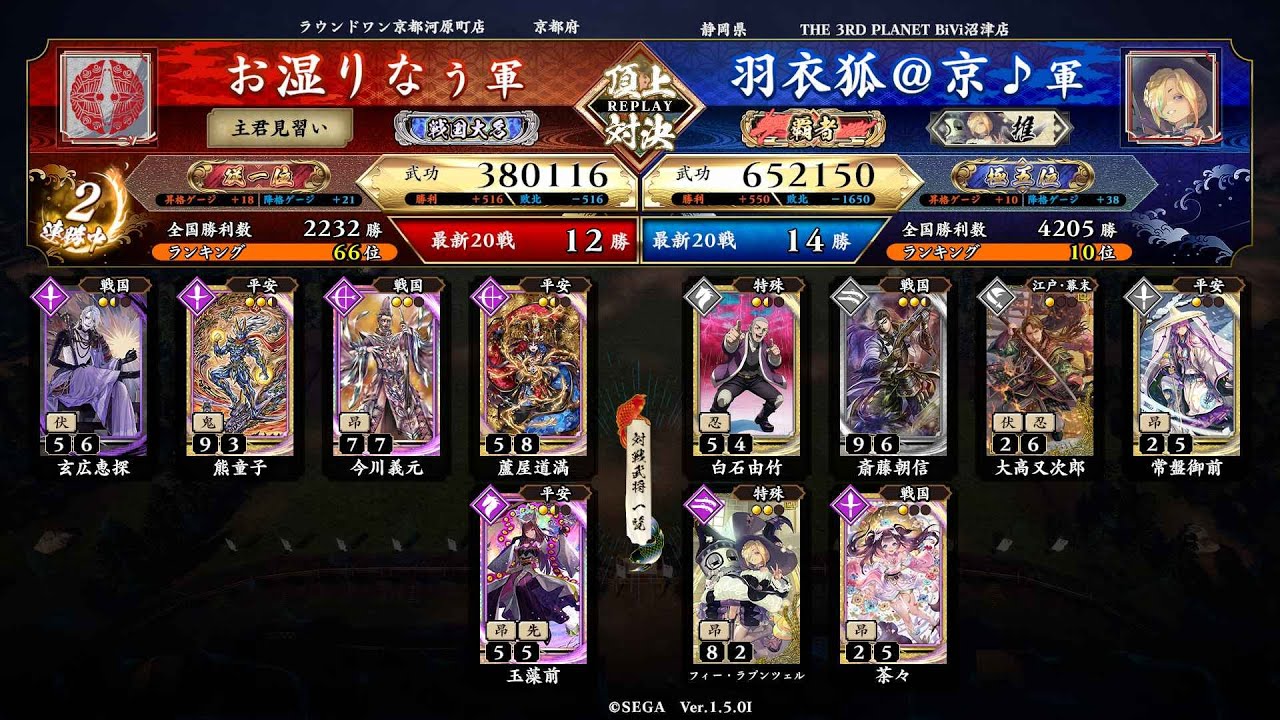 ラウンドワン京都河原町店 京都府
静岡県 THE 3RD PLANET BiVi沼津店
お湿りなぅ軍
頂上
REPLAY
対決
羽衣狐@京♪軍
主君見習い
戦国大名
覇者
推
2
連勝中
従一位
昇格ゲージ +18 降格ゲージ +21
武功 380116
勝利 +516 敗北 -516
武功 652150
勝利 +550 敗北 -1650
極五位
昇格ゲージ +10 降格ゲージ +38
全国勝利数 2232勝
ランキング 66位
最新20戦 12勝
最新20戦 14勝
全国勝利数 4205勝
ランキング 10位
戦国
伏
5 6
玄広恵探
平安
鬼
9 3
熊童子
戦国
昂
7 7
今川義元
平安
5 8
蘆屋道満
平安
昂 先
5 5
玉藻前
対戦武将一覧
特殊
忍
5 4
白石由竹
戦国
9 6
斎藤朝信
江戸・幕末
伏 忍
2 6
大高又次郎
平安
昂
2 5
常盤御前
特殊
昂
8 2
フィー・ラプンツェル
戦国
昂
2 5
茶々
©SEGA Ver.1.5.0I